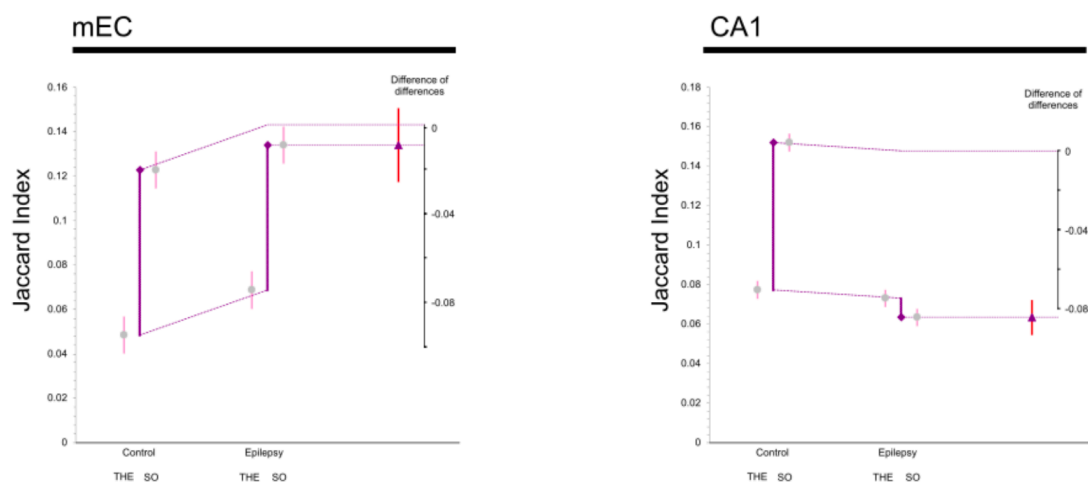 mEC
Difference of
differences
0.16
0.14
0.12
0.1
0.08
0.06
0.04
0.02
0
0
-0.04
-0.08
Jaccard Index
Control
Epilepsy
THE SO
THE SO
CA1
Difference of
differences
0.18
0.16
0.14
0.12
0.1
0.08
0.06
0.04
0.02
0
0
-0.04
-0.08
Jaccard Index
Control
Epilepsy
THE SO
THE SO